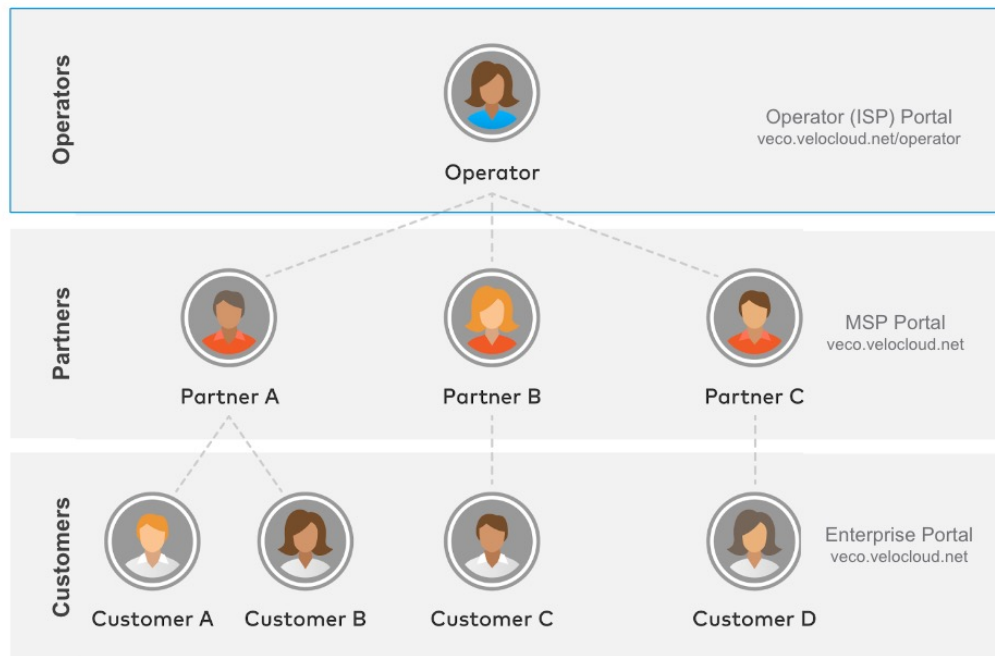 Operators
Operator
Operator (ISP) Portal
veco.velocloud.net/operator
Partners
Partner A
Partner B
Partner C
MSP Portal
veco.velocloud.net
Customers
Customer A
Customer B
Customer C
Customer D
Enterprise Portal
veco.velocloud.net